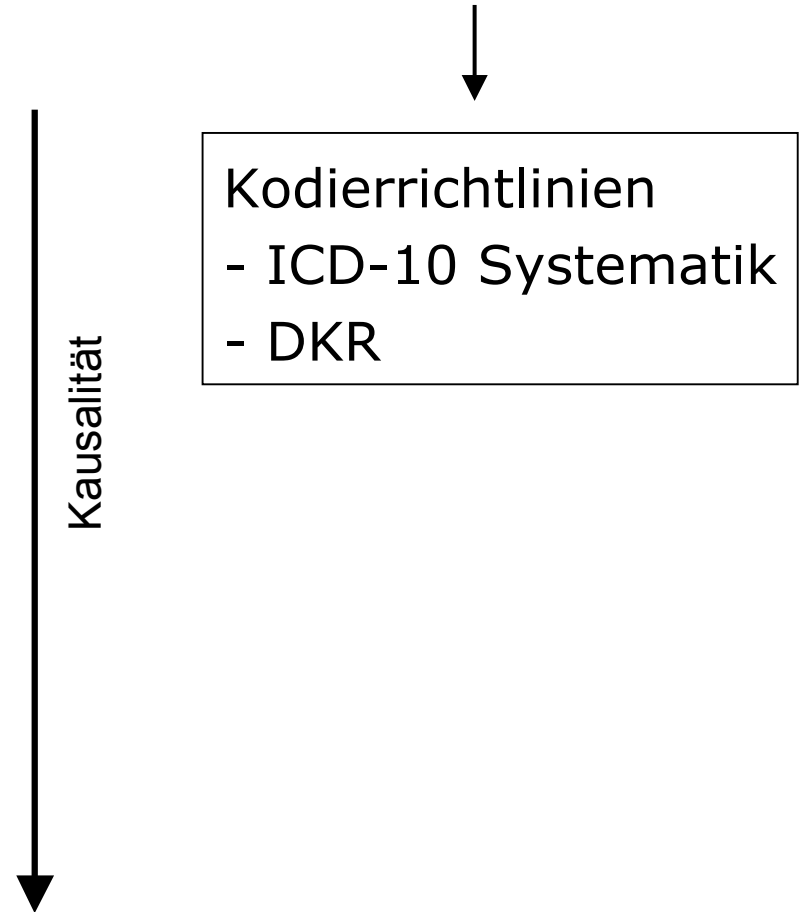 Kodierrichtlinien
- ICD-10 Systematik
- DKR
Kausalität